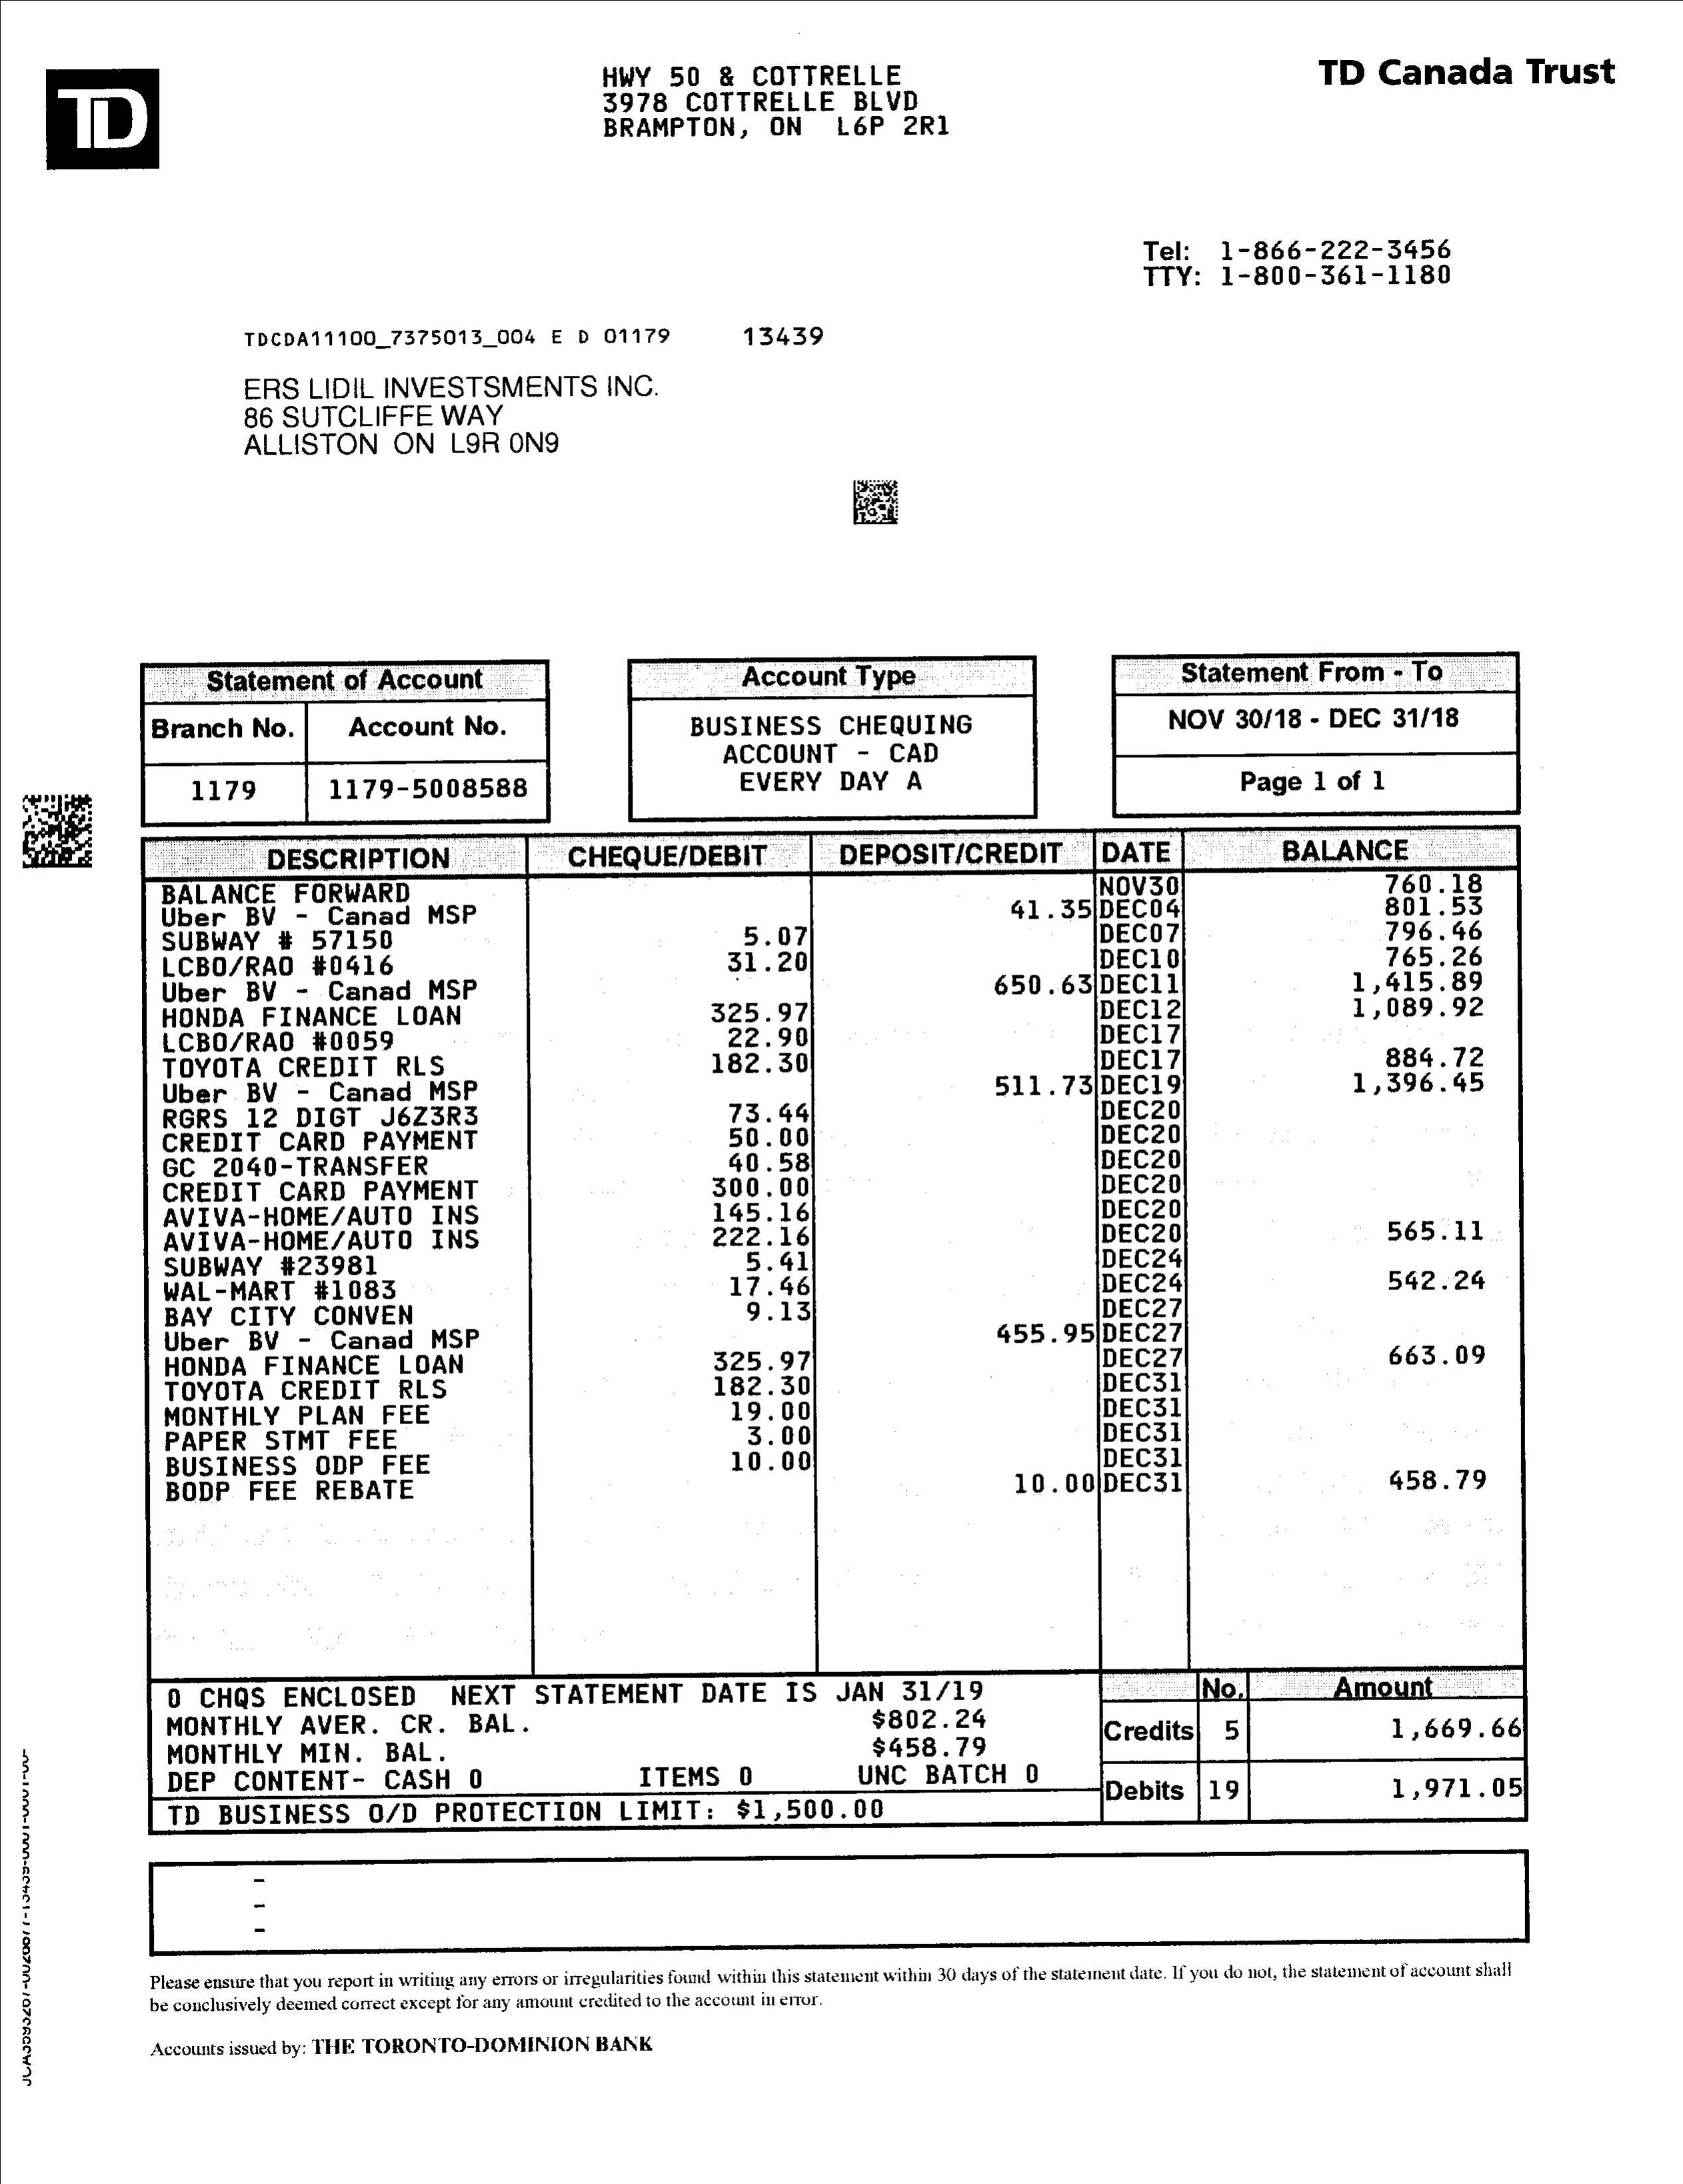 TD
HWY 50 & COTTRELLE
3978 COTTRELLE BLVD
BRAMPTON, ON L6P 2R1
TD Canada Trust
Tel: 1-866-222-3456
TTY: 1-800-361-1180
TDCDA11100_7375013_004 E D 01179 13439
ERS LIDIL INVESTSMENTS INC.
86 SUTCLIFFE WAY
ALLISTON ON L9R 0N9
Statement of Account
Branch No. Account No.
1179 1179-5008588
Account Type
BUSINESS CHEQUING
ACCOUNT - CAD
EVERY DAY A
Statement From - To
NOV 30/18 - DEC 31/18
Page 1 of 1
DESCRIPTION CHEQUE/DEBIT DEPOSIT/CREDIT DATE BALANCE
BALANCE FORWARD NOV30 760.18
Uber BV - Canad MSP 41.35 DEC04 801.53
SUBWAY # 57150 5.07 DEC07 796.46
LCBO/RAO #0416 31.20 DEC10 765.26
Uber BV - Canad MSP 650.63 DEC11 1,415.89
HONDA FINANCE LOAN 325.97 DEC12 1,089.92
LCBO/RAO #0059 22.90 DEC17
TOYOTA CREDIT RLS 182.30 DEC17 884.72
Uber BV - Canad MSP 511.73 DEC19 1,396.45
RGRS 12 DIGT J6Z3R3 73.44 DEC20
CREDIT CARD PAYMENT 50.00 DEC20
GC 2040-TRANSFER 40.58 DEC20
CREDIT CARD PAYMENT 300.00 DEC20
AVIVA-HOME/AUTO INS 145.16 DEC20
AVIVA-HOME/AUTO INS 222.16 DEC20 565.11
SUBWAY #23981 5.41 DEC24
WAL-MART #1083 17.46 DEC24 542.24
BAY CITY CONVEN 9.13 DEC27
Uber BV - Canad MSP 455.95 DEC27
HONDA FINANCE LOAN 325.97 DEC27 663.09
TOYOTA CREDIT RLS 182.30 DEC31
MONTHLY PLAN FEE 19.00 DEC31
PAPER STMT FEE 3.00 DEC31
BUSINESS ODP FEE 10.00 DEC31
BODP FEE REBATE 10.00 DEC31 458.79
0 CHQS ENCLOSED NEXT STATEMENT DATE IS JAN 31/19
MONTHLY AVER. CR. BAL. $802.24
MONTHLY MIN. BAL. $458.79
DEP CONTENT- CASH 0 ITEMS 0 UNC BATCH 0
TD BUSINESS O/D PROTECTION LIMIT: $1,500.00
No. Amount
Credits 5 1,669.66
Debits 19 1,971.05
-
-
-
Please ensure that you report in writing any errors or irregularities found within this statement within 30 days of the statement date. If you do not, the statement of account shall
be conclusively deemed correct except for any amount credited to the account in error.
Accounts issued by: THE TORONTO-DOMINION BANK